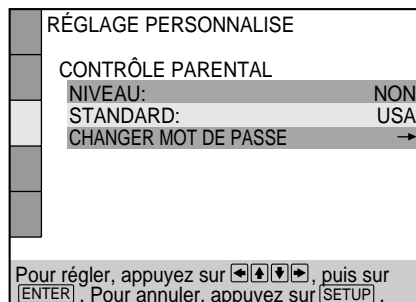 RÉGLAGE PERSONNALISE
CONTRÔLE PARENTAL
NIVEAU: NON
STANDARD: USA
CHANGER MOT DE PASSE →
Pour régler, appuyez sur ←↑↓→, puis sur
ENTER . Pour annuler, appuyez sur SETUP .